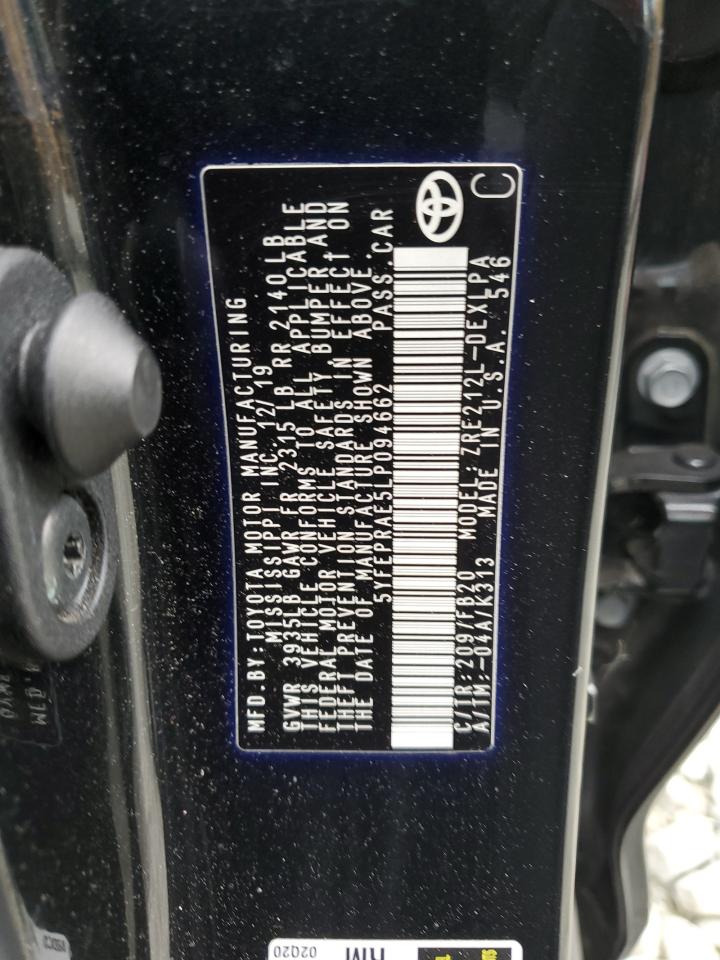 MFD.BY:TOYOTA MOTOR MANUFACTURING
MISSISSIPPI INC. 12/19
GVWR 3935LB GAWR FR 2315 LB RR 2140 LB
THIS VEHICLE CONFORMS TO ALL APPLICABLE
FEDERAL MOTOR VEHICLE SAFETY, BUMPER AND
THEFT PREVENTION STANDARDS IN EFFECT ON
THE DATE OF MANUFACTURE SHOWN ABOVE.
5YFEPRAE5LP094662 PASS.CAR
C/TR:209/FB20 MODEL:ZRE212L-DEXLPA
A/TM:-04A/K313 MADE IN U.S.A. 546
C
02Q20